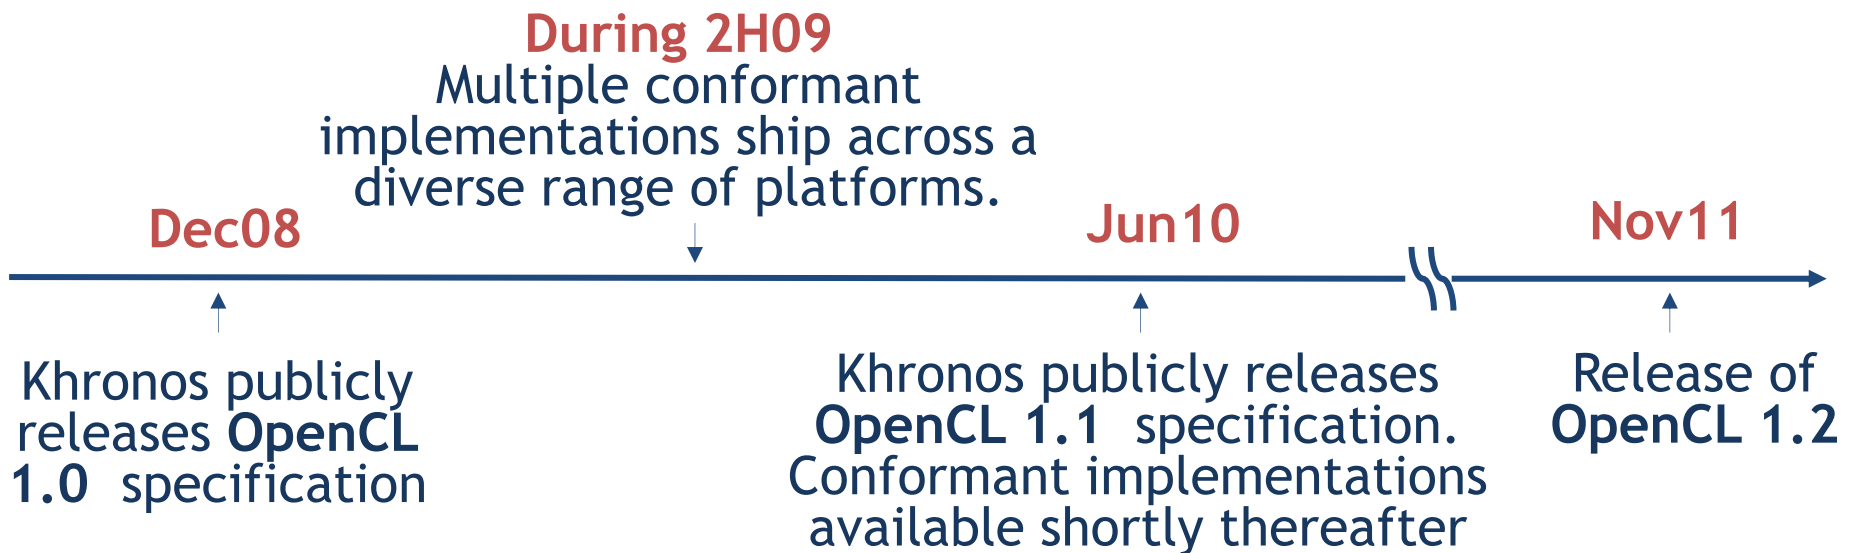 During 2H09
Multiple conformant
implementations ship across a
diverse range of platforms.
Dec08
Jun10
Nov11
Khronos publicly
releases OpenCL
1.0 specification
Khronos publicly releases
OpenCL 1.1 specification.
Conformant implementations
available shortly thereafter
Release of
OpenCL 1.2